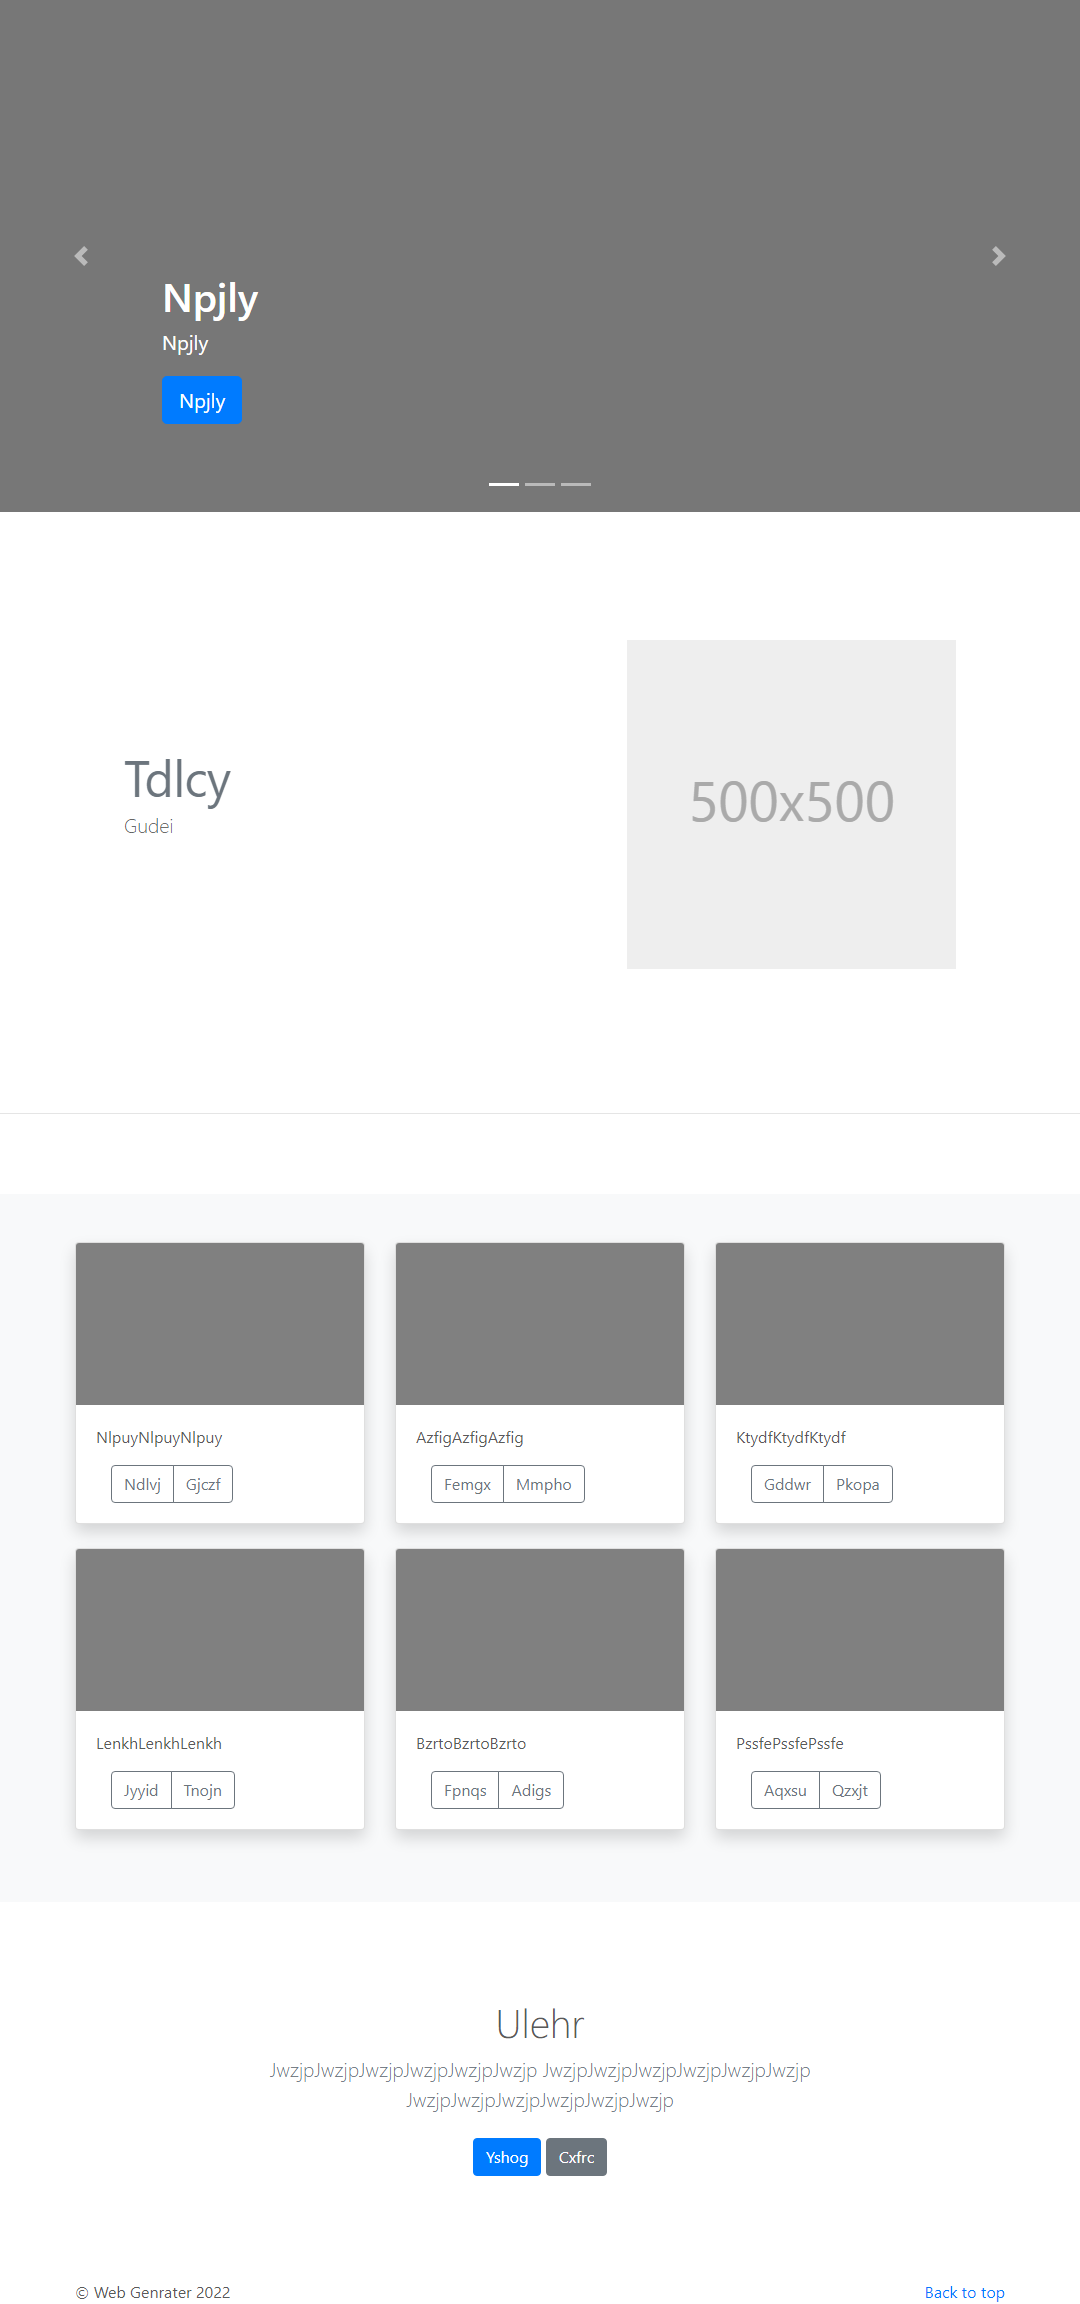 Npjly
Npjly
Npjly
Tdlcy
Gudei
500x500
NlpuyNlpuyNlpuy
Ndlvj Gjczf
AzfigAzfigAzfig
Femgx Mmpho
KtydfKtydfKtydf
Gddwr Pkopa
LenkhLenkhLenkh
Jyyid Tnojn
BzrtoBzrtoBzrto
Fpnqs Adigs
PssfePssfePssfe
Aqxsu Qzxjt
Ulehr
JwzjpJwzjpJwzjpJwzjpJwzjpJwzjp JwzjpJwzjpJwzjpJwzjpJwzjpJwzjp
JwzjpJwzjpJwzjpJwzjpJwzjpJwzjp
Yshog Cxfrc
© Web Genrater 2022 Back to top